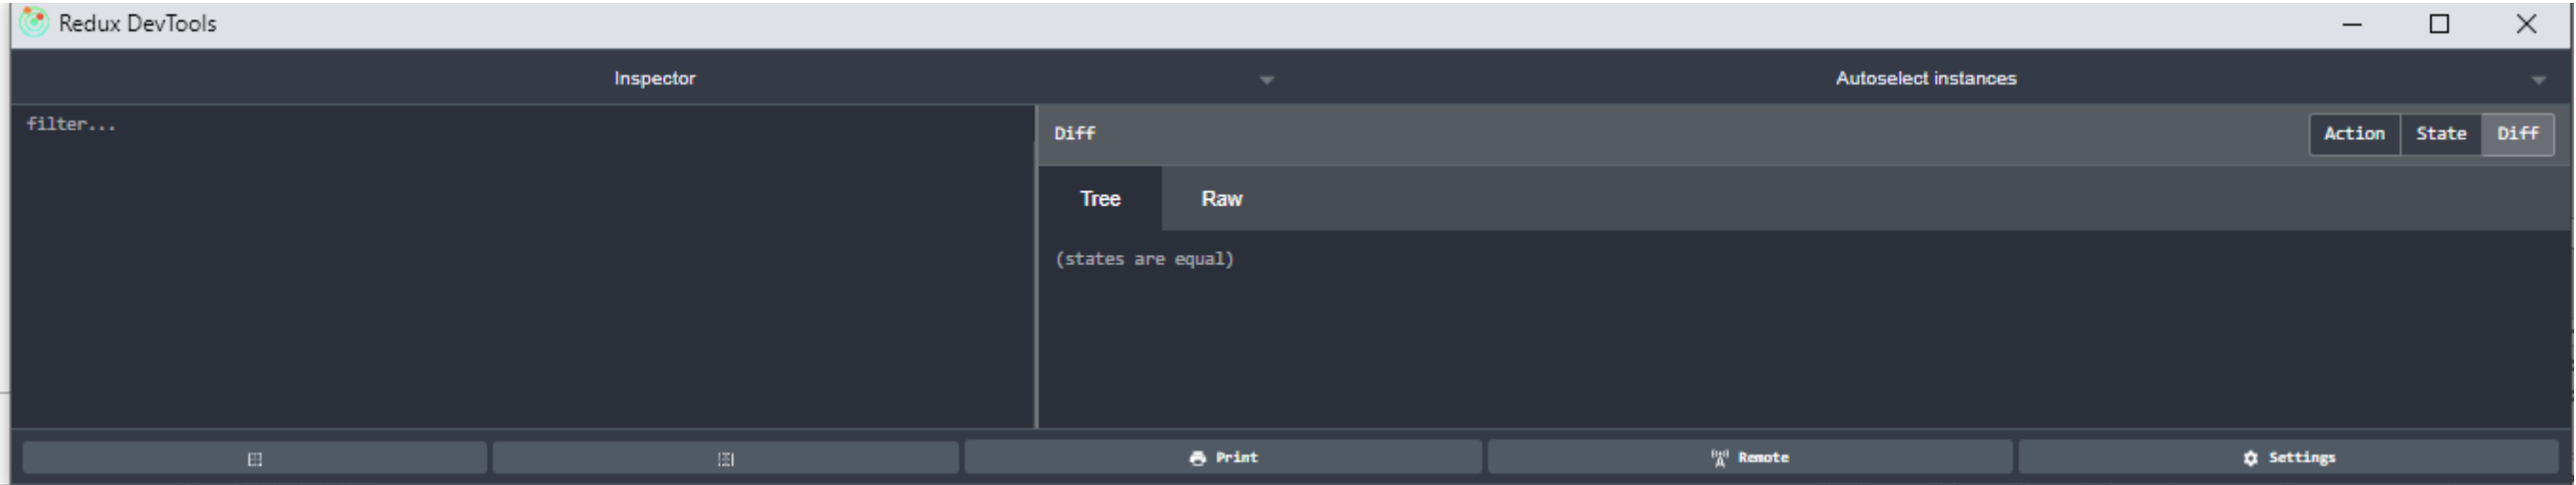 Redux DevTools
Inspector
Autoselect instances
filter...
Diff
Action
State
Diff
Tree
Raw
(states are equal)
Print
Remote
Settings